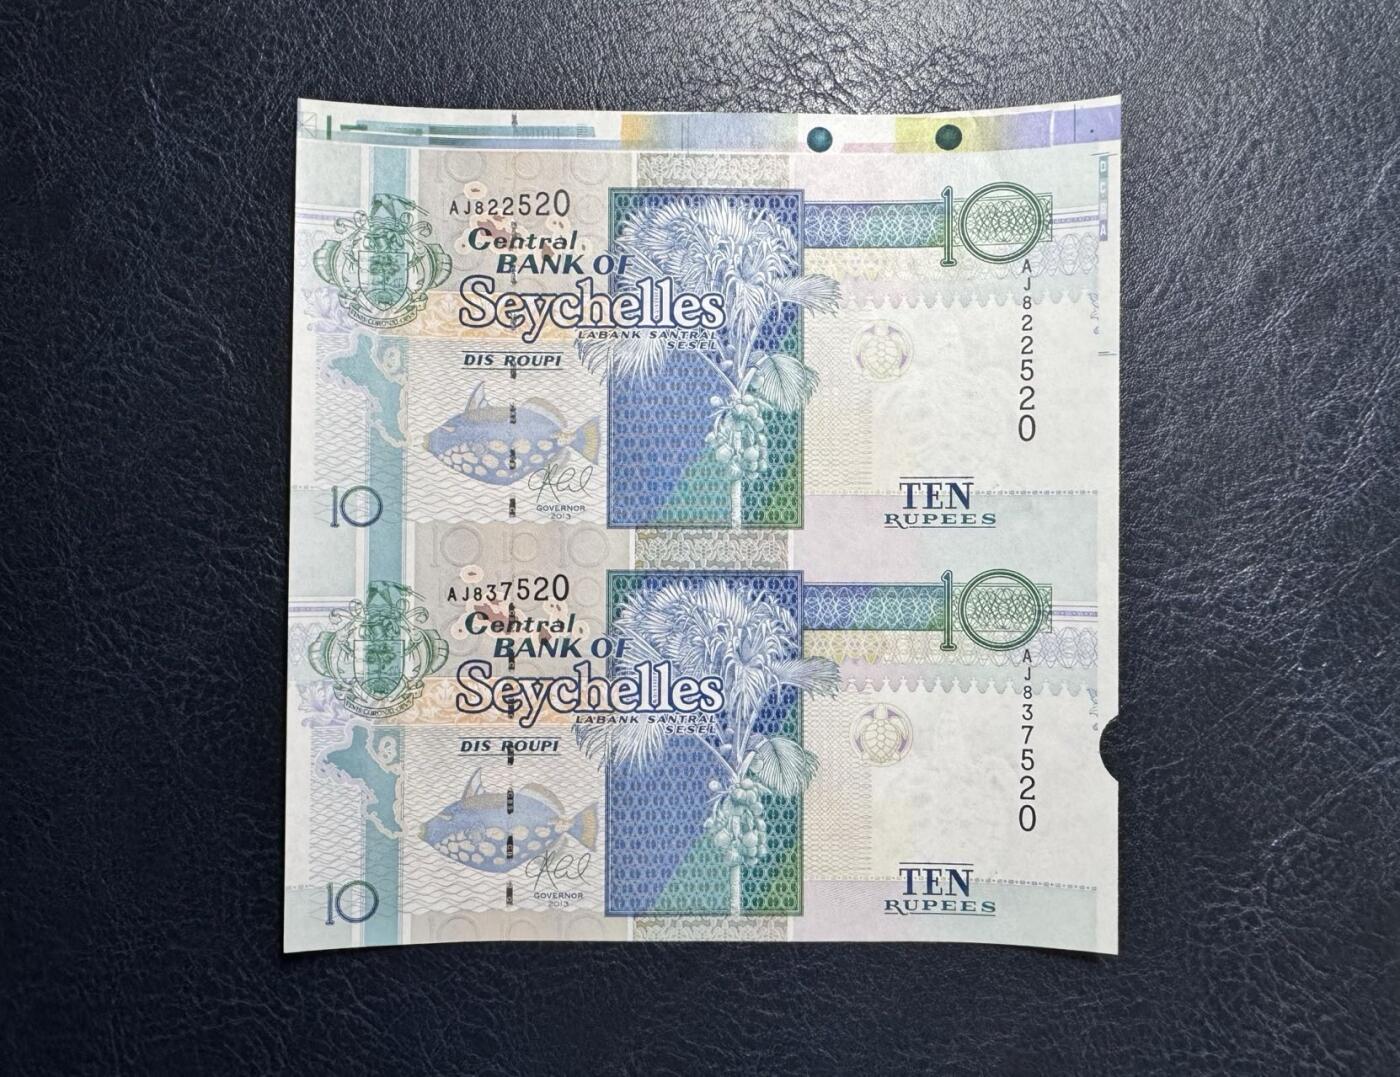 AJ822520
Central
BANK OF
Seychelles
LABANK SANTRAL
SESEL
DIS ROUPI
GOVERNOR
2013
10
10
AJ822520
TEN
RUPEES
AJ837520
Central
BANK OF
Seychelles
LABANK SANTRAL
SESEL
DIS ROUPI
GOVERNOR
2013
10
10
AJ837520
TEN
RUPEES